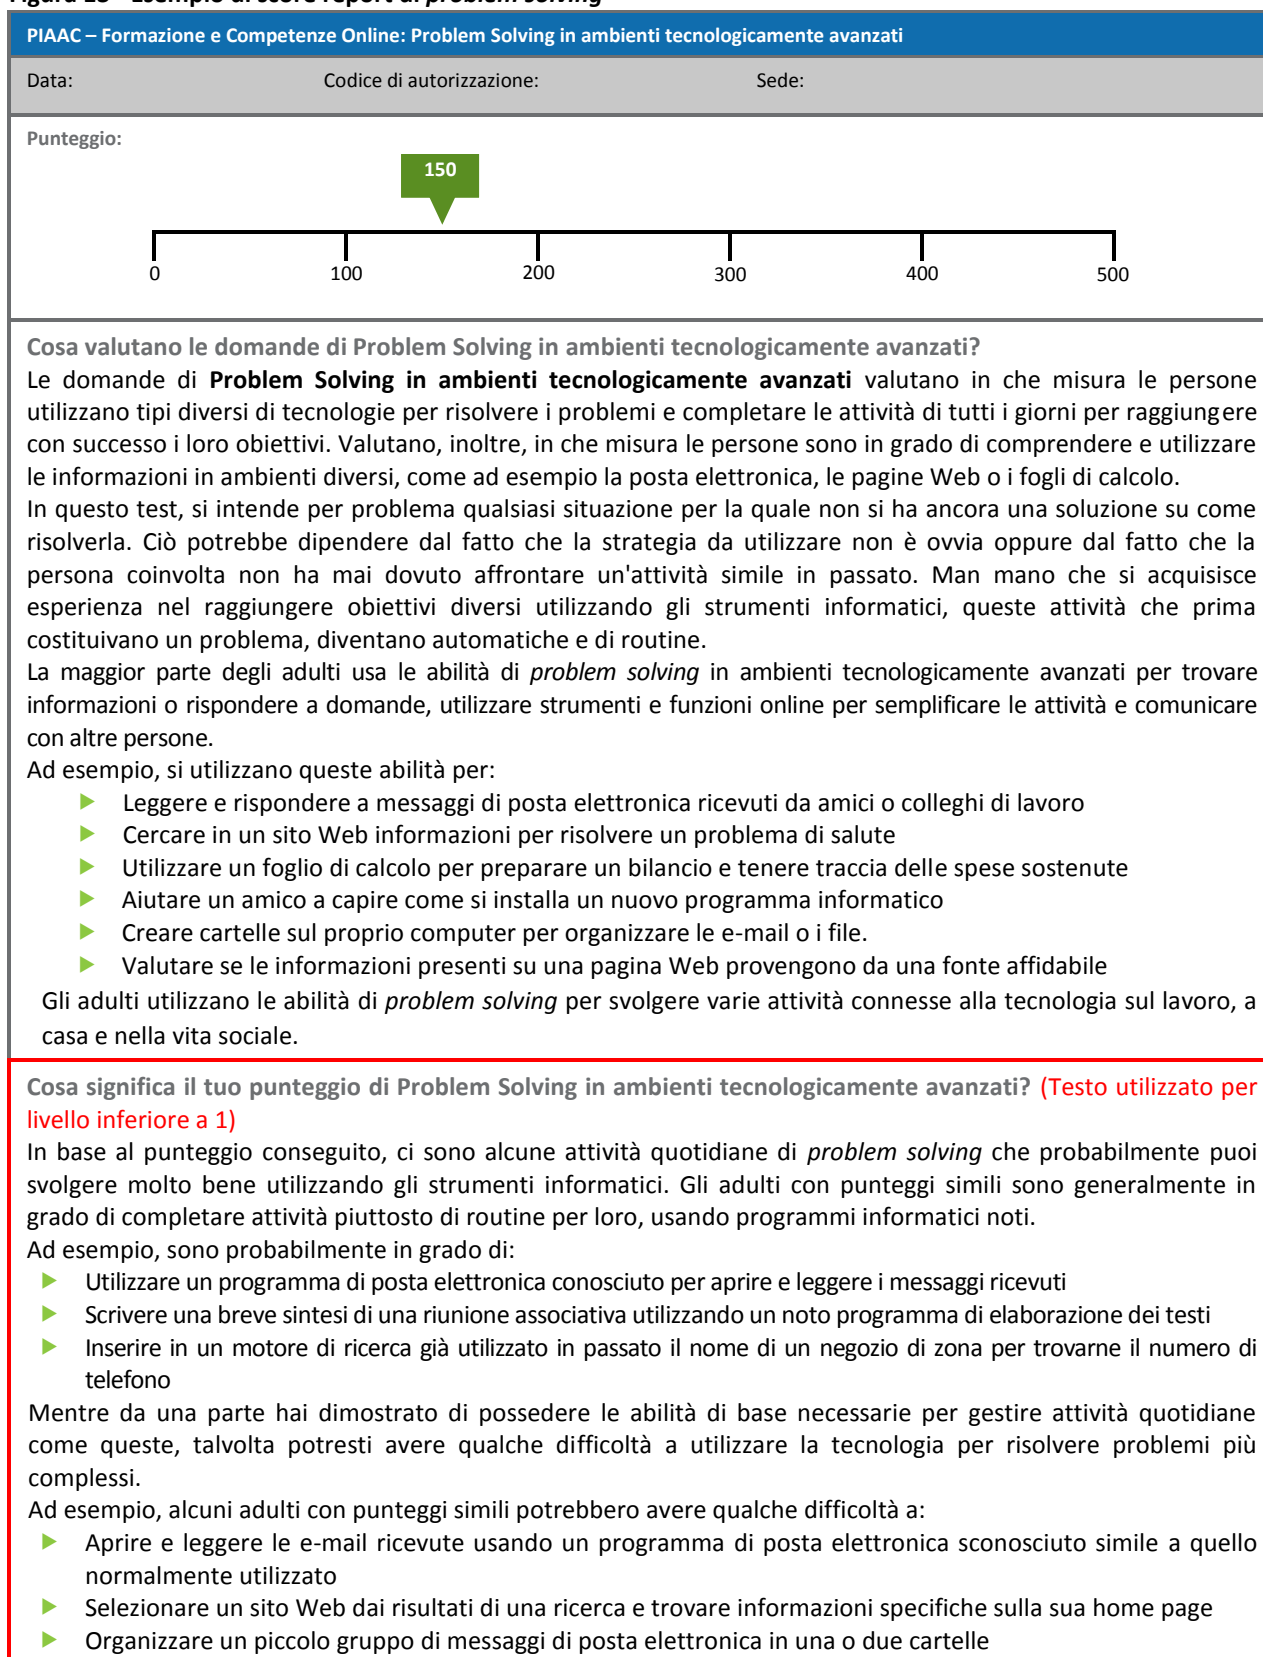 Figura 13 - Esempio di score report di problem solving
PIAAC – Formazione e Competenze Online: Problem Solving in ambienti tecnologicamente avanzati
Data: Codice di autorizzazione: Sede:
Punteggio:
150
0 100 200 300 400 500
Cosa valutano le domande di Problem Solving in ambienti tecnologicamente avanzati?
Le domande di Problem Solving in ambienti tecnologicamente avanzati valutano in che misura le persone
utilizzano tipi diversi di tecnologie per risolvere i problemi e completare le attività di tutti i giorni per raggiungere
con successo i loro obiettivi. Valutano, inoltre, in che misura le persone sono in grado di comprendere e utilizzare
le informazioni in ambienti diversi, come ad esempio la posta elettronica, le pagine Web o i fogli di calcolo.
In questo test, si intende per problema qualsiasi situazione per la quale non si ha ancora una soluzione su come
risolverla. Ciò potrebbe dipendere dal fatto che la strategia da utilizzare non è ovvia oppure dal fatto che la
persona coinvolta non ha mai dovuto affrontare un'attività simile in passato. Man mano che si acquisisce
esperienza nel raggiungere obiettivi diversi utilizzando gli strumenti informatici, queste attività che prima
costituivano un problema, diventano automatiche e di routine.
La maggior parte degli adulti usa le abilità di problem solving in ambienti tecnologicamente avanzati per trovare
informazioni o rispondere a domande, utilizzare strumenti e funzioni online per semplificare le attività e comunicare
con altre persone.
Ad esempio, si utilizzano queste abilità per:
Leggere e rispondere a messaggi di posta elettronica ricevuti da amici o colleghi di lavoro
Cercare in un sito Web informazioni per risolvere un problema di salute
Utilizzare un foglio di calcolo per preparare un bilancio e tenere traccia delle spese sostenute
Aiutare un amico a capire come si installa un nuovo programma informatico
Creare cartelle sul proprio computer per organizzare le e-mail o i file.
Valutare se le informazioni presenti su una pagina Web provengono da una fonte affidabile
Gli adulti utilizzano le abilità di problem solving per svolgere varie attività connesse alla tecnologia sul lavoro, a
casa e nella vita sociale.
Cosa significa il tuo punteggio di Problem Solving in ambienti tecnologicamente avanzati? (Testo utilizzato per
livello inferiore a 1)
In base al punteggio conseguito, ci sono alcune attività quotidiane di problem solving che probabilmente puoi
svolgere molto bene utilizzando gli strumenti informatici. Gli adulti con punteggi simili sono generalmente in
grado di completare attività piuttosto di routine per loro, usando programmi informatici noti.
Ad esempio, sono probabilmente in grado di:
Utilizzare un programma di posta elettronica conosciuto per aprire e leggere i messaggi ricevuti
Scrivere una breve sintesi di una riunione associativa utilizzando un noto programma di elaborazione dei testi
Inserire in un motore di ricerca già utilizzato in passato il nome di un negozio di zona per trovarne il numero di
telefono
Mentre da una parte hai dimostrato di possedere le abilità di base necessarie per gestire attività quotidiane
come queste, talvolta potresti avere qualche difficoltà a utilizzare la tecnologia per risolvere problemi più
complessi.
Ad esempio, alcuni adulti con punteggi simili potrebbero avere qualche difficoltà a:
Aprire e leggere le e-mail ricevute usando un programma di posta elettronica sconosciuto simile a quello
normalmente utilizzato
Selezionare un sito Web dai risultati di una ricerca e trovare informazioni specifiche sulla sua home page
Organizzare un piccolo gruppo di messaggi di posta elettronica in una o due cartelle